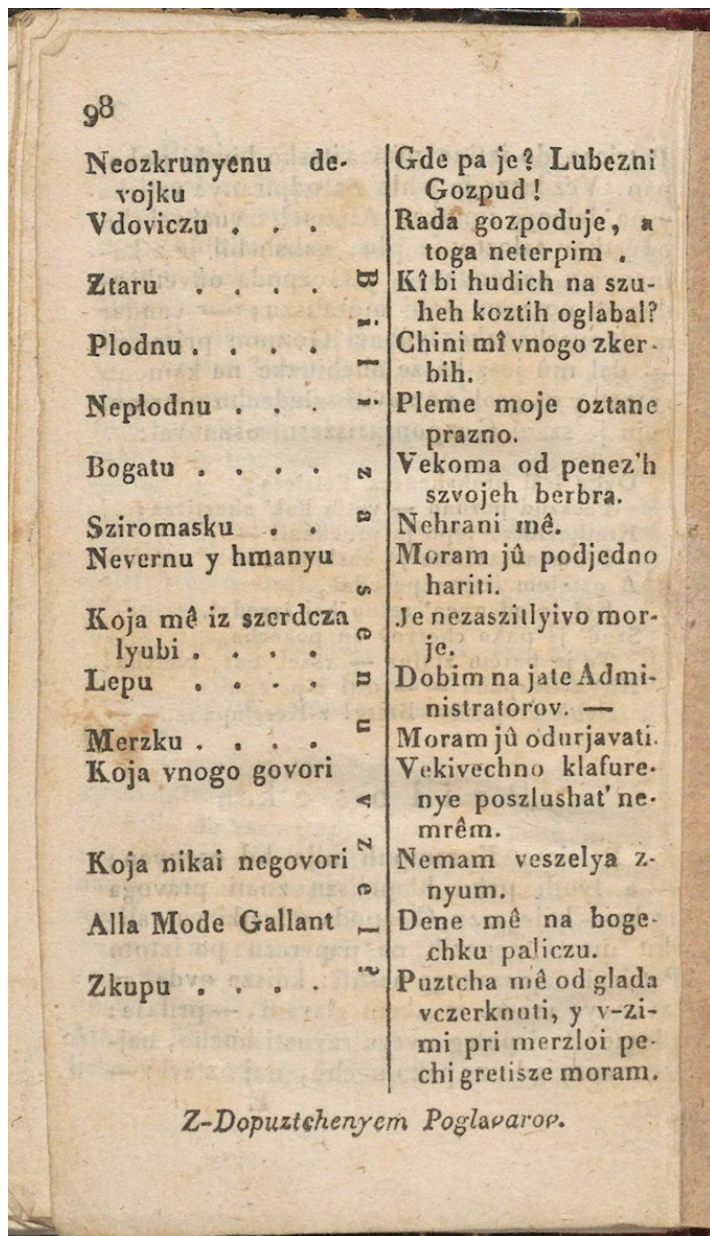 98
Neozkrunyenu de-
vojku
Vdoviczu . . .
Ztaru . . . .
Plodnu . . . .
Neplodnu . . .
Bogatu . . . .
Sziromasku . .
Nevernu y hmanyu
Koja mê iz szerdcza
lyubi . . . .
Lepu . . . .
Merzku . . . .
Koja vnogo govori
Koja nikai negovori
Alla Mode Gallant
Zkupu . . . .
Bili za senu vzel?
Gde pa je? Lubezni
Gozpud!
Rada gozpoduje, a
toga neterpim .
Kî bi hudich na szu-
heh koztih oglabal?
Chini mî vnogo zker-
bih.
Pleme moje oztane
prazno.
Vekoma od penez'h
szvojeh berbra.
Nehrani mê.
Moram jû podjedno
hariti.
Je nezaszitlyivo mor-
je.
Dobim na jate Admi-
nistratorov. —
Moram jû odurjavati.
Vekivechno klafure-
nye poszlushat' ne-
mrêm.
Nemam veszelya z-
nyum.
Dene mê na boge-
chku paliczu.
Puztcha mê od glada
vczerknuti, y v-zi-
mi pri merzloi pe-
chi gretisze moram.
Z-Dopuztchenyem Poglavarov.